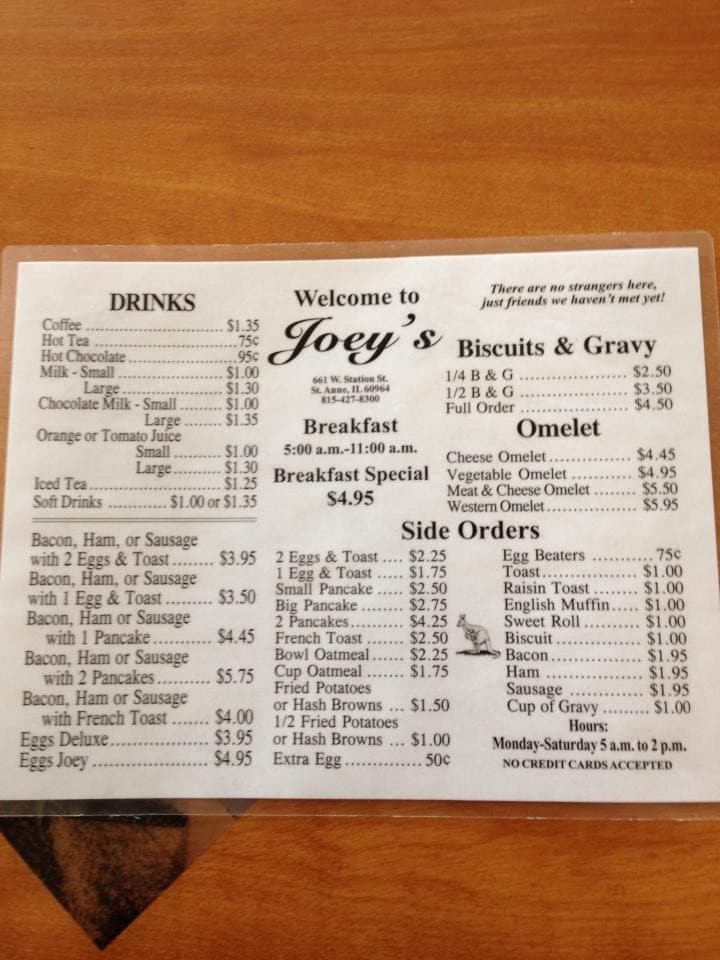 DRINKS
Coffee ............................ $1.35
Hot Tea ............................ 75¢
Hot Chocolate ..................... 95¢
Milk - Small ..................... $1.00
Large ..................... $1.30
Chocolate Milk - Small ......... $1.00
Large ......... $1.35
Orange or Tomato Juice
Small ........... $1.00
Large ........... $1.30
Iced Tea ........................... $1.25
Soft Drinks ............ $1.00 or $1.35
Bacon, Ham, or Sausage
with 2 Eggs & Toast ........ $3.95
Bacon, Ham, or Sausage
with 1 Egg & Toast ......... $3.50
Bacon, Ham or Sausage
with 1 Pancake ........... $4.45
Bacon, Ham or Sausage
with 2 Pancakes ......... $5.75
Bacon, Ham or Sausage
with French Toast ....... $4.00
Eggs Deluxe .................. $3.95
Eggs Joey ..................... $4.95
Welcome to
Joey's
661 W. Station St.
St. Anne, IL 60964
815-427-8300
Breakfast
5:00 a.m.-11:00 a.m.
Breakfast Special
$4.95
There are no strangers here,
just friends we haven't met yet!
Biscuits & Gravy
1/4 B & G .................... $2.50
1/2 B & G .................... $3.50
Full Order .................... $4.50
Omelet
Cheese Omelet ................ $4.45
Vegetable Omelet ............ $4.95
Meat & Cheese Omelet ........ $5.50
Western Omelet .................. $5.95
Side Orders
2 Eggs & Toast .... $2.25
1 Egg & Toast ..... $1.75
Small Pancake ..... $2.50
Big Pancake ........ $2.75
2 Pancakes .......... $4.25
French Toast ....... $2.50
Bowl Oatmeal ...... $2.25
Cup Oatmeal ....... $1.75
Fried Potatoes
or Hash Browns ... $1.50
1/2 Fried Potatoes
or Hash Browns ... $1.00
Extra Egg ................ 50¢
Egg Beaters ........... 75¢
Toast .................. $1.00
Raisin Toast ........ $1.00
English Muffin ..... $1.00
Sweet Roll ........... $1.00
Biscuit ................. $1.00
Bacon .................. $1.95
Ham ................... $1.95
Sausage .............. $1.95
Cup of Gravy ......... $1.00
Hours:
Monday-Saturday 5 a.m. to 2 p.m.
NO CREDIT CARDS ACCEPTED